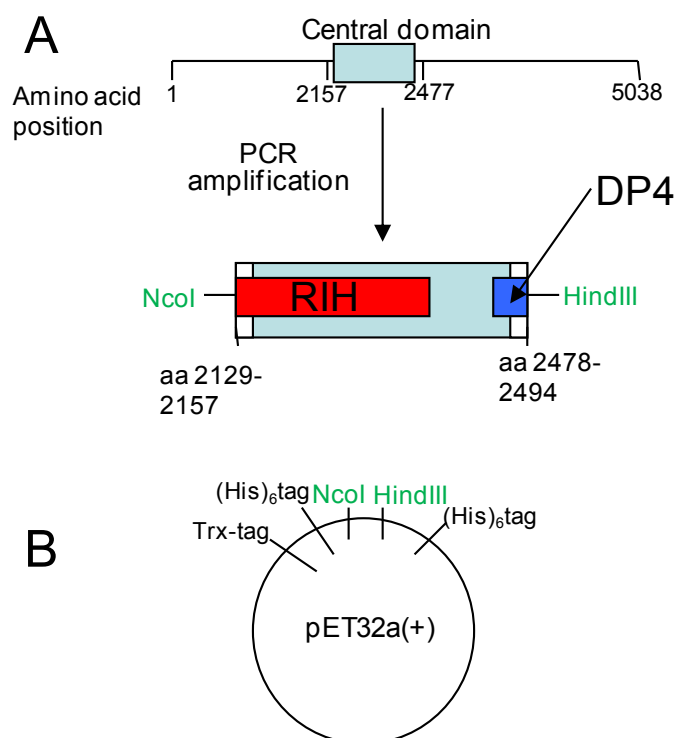 A
Central domain
Amino acid
position
1
2157
2477
5038
PCR
amplification
DP4
NcoI
RIH
HindIII
aa 2129-
2157
aa 2478-
2494
B
(His)6tag
NcoI
HindIII
(His)6tag
Trx-tag
pET32a(+)